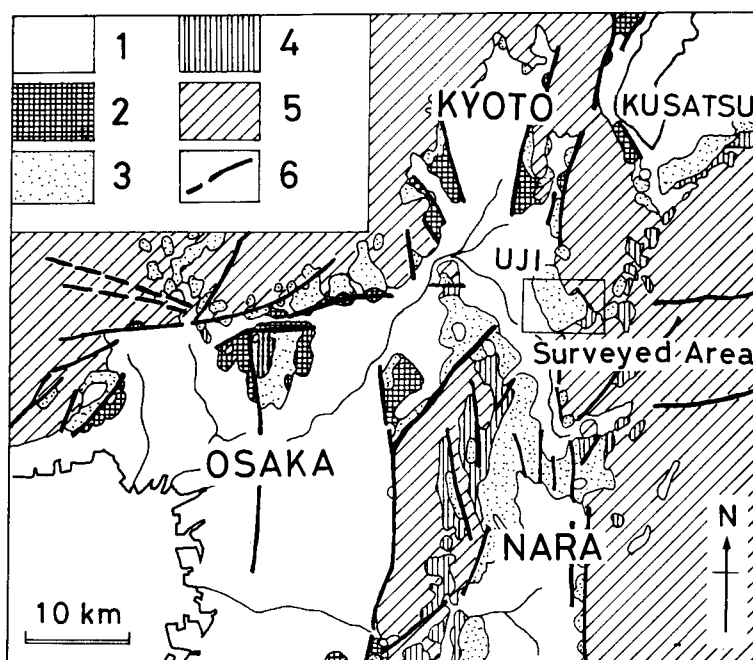 1 4
2 5
3 6
KYOTO
KUSATSU
UJI
Surveyed Area
OSAKA
NARA
N
10 km